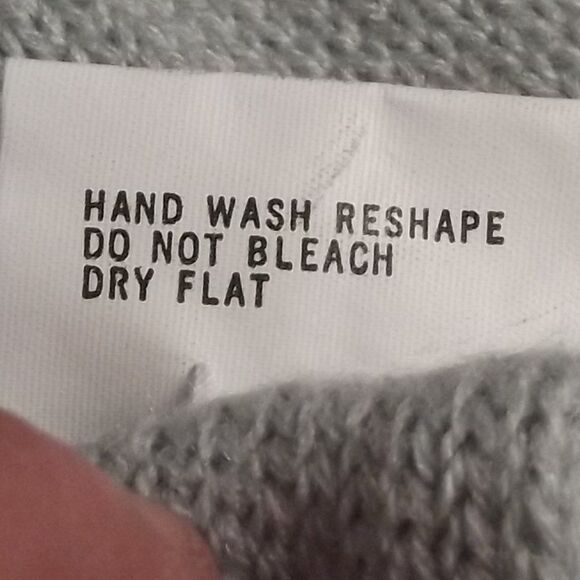 HAND WASH RESHAPE
DO NOT BLEACH
DRY FLAT